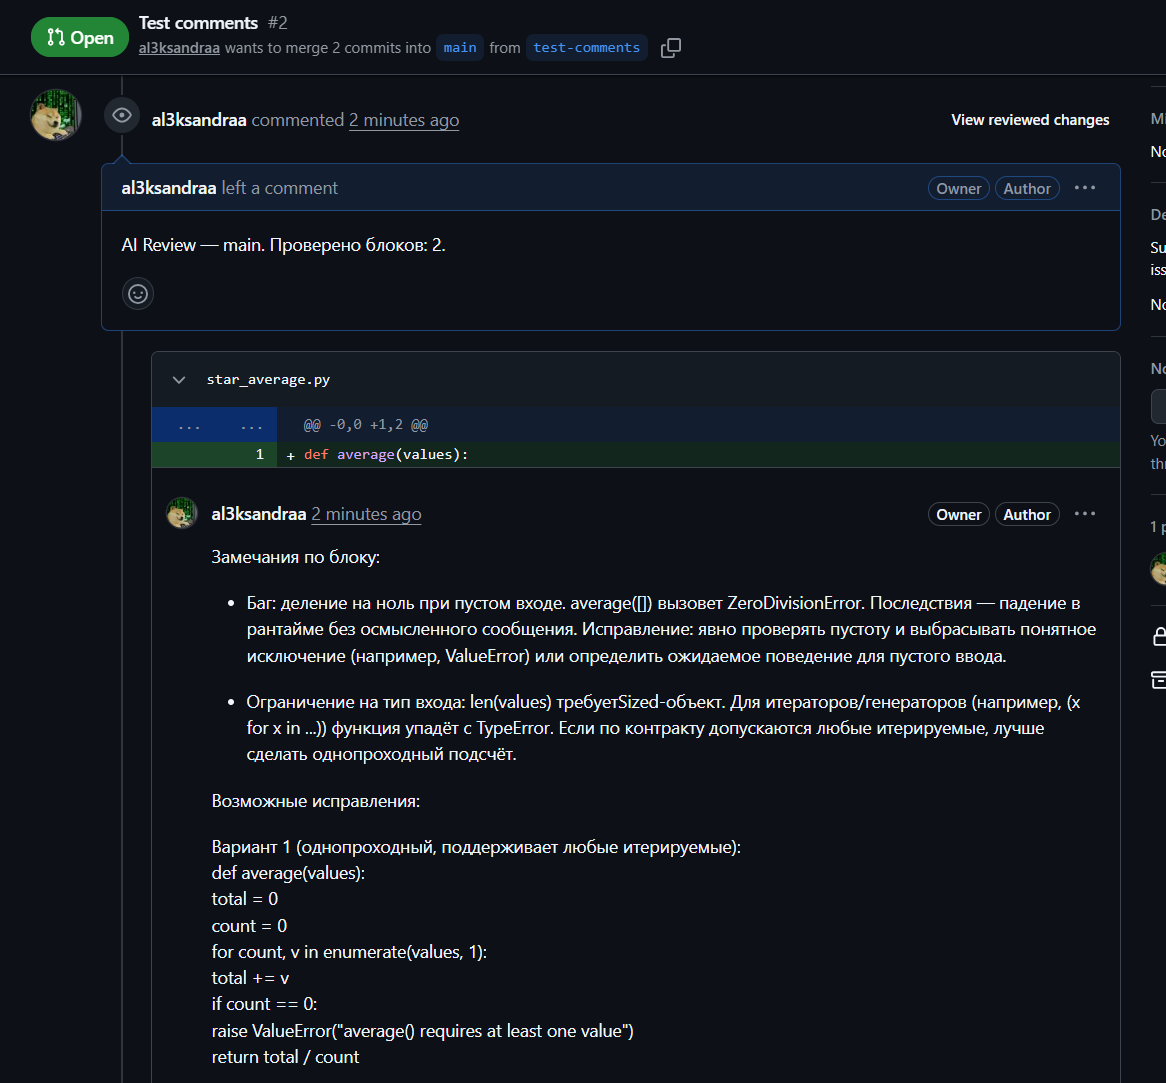 Open
Test comments #2
al3ksandraa wants to merge 2 commits into main from test-comments
al3ksandraa commented 2 minutes ago
View reviewed changes
al3ksandraa left a comment
Owner Author ...
AI Review — main. Проверено блоков: 2.
star_average.py
... ... @@ -0,0 +1,2 @@
1 + def average(values):
al3ksandraa 2 minutes ago
Owner Author ...
Замечания по блоку:
• Баг: деление на ноль при пустом входе. average([]) вызовет ZeroDivisionError. Последствия — падение в
рантайме без осмысленного сообщения. Исправление: явно проверять пустоту и выбрасывать понятное
исключение (например, ValueError) или определить ожидаемое поведение для пустого ввода.
• Ограничение на тип входа: len(values) требуетSized-объект. Для итераторов/генераторов (например, (x
for x in ...)) функция упадёт с TypeError. Если по контракту допускаются любые итерируемые, лучше
сделать однопроходный подсчёт.
Возможные исправления:
Вариант 1 (однопроходный, поддерживает любые итерируемые):
def average(values):
total = 0
count = 0
for count, v in enumerate(values, 1):
total += v
if count == 0:
raise ValueError("average() requires at least one value")
return total / count